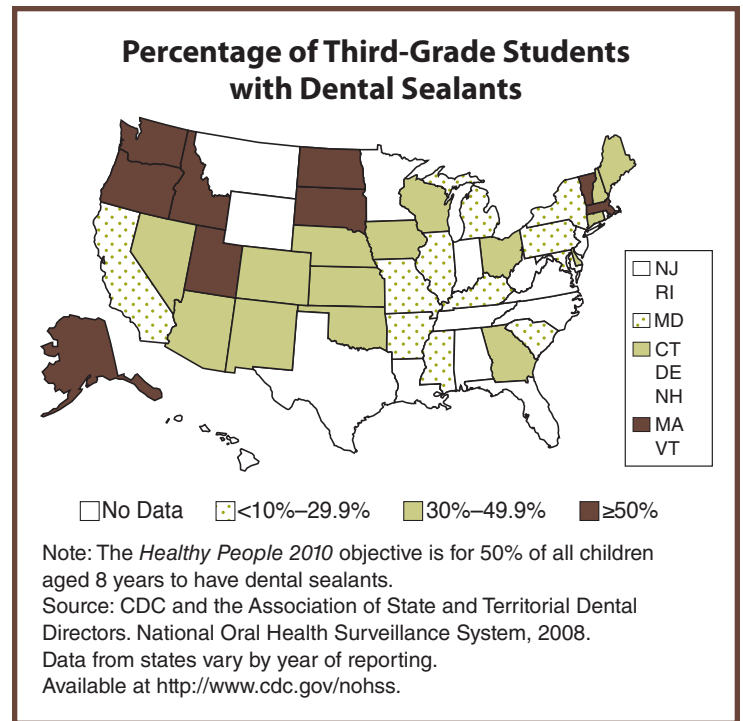 Percentage of Third-Grade Students
with Dental Sealants
NJ
RI
MD
CT
DE
NH
MA
VT
No Data <10%–29.9% 30%–49.9% ≥50%
Note: The Healthy People 2010 objective is for 50% of all children
aged 8 years to have dental sealants.
Source: CDC and the Association of State and Territorial Dental
Directors. National Oral Health Surveillance System, 2008.
Data from states vary by year of reporting.
Available at http://www.cdc.gov/nohss.